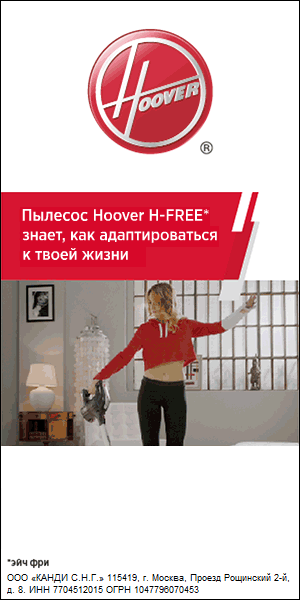 HOOVER
®
Пылесос Hoover H-FREE*
знает, как адаптироваться
к твоей жизни
*эйч фри
ООО «КАНДИ С.Н.Г.» 115419, г. Москва, Проезд Рощинский 2-й,
д. 8. ИНН 7704512015 ОГРН 1047796070453